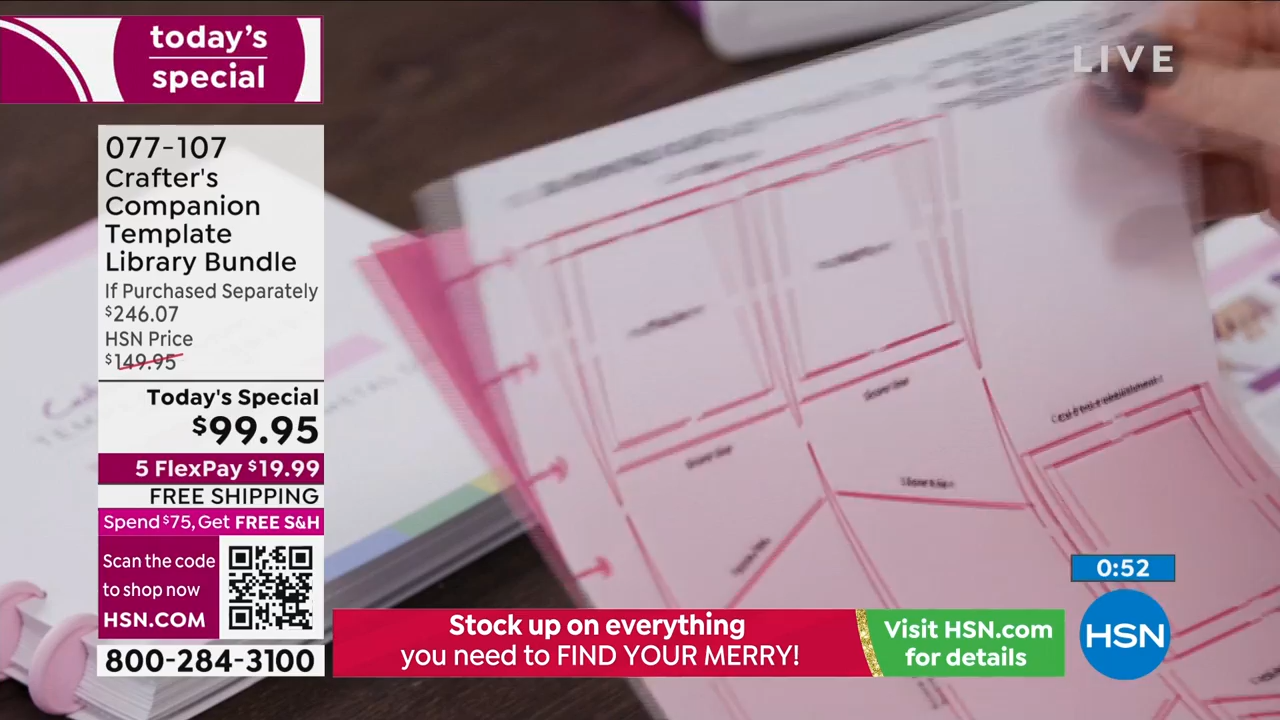 today's
special
LIVE
077-107
Crafter's
Companion
Template
Library Bundle
If Purchased Separately
$246.07
HSN Price
$149.95
Today's Special
$99.95
5 FlexPay $19.99
FREE SHIPPING
Spend $75, Get FREE S&H
Scan the code
to shop now
HSN.COM
800-284-3100
Stock up on everything
you need to FIND YOUR MERRY!
Visit HSN.com
for details
0:52
HSN